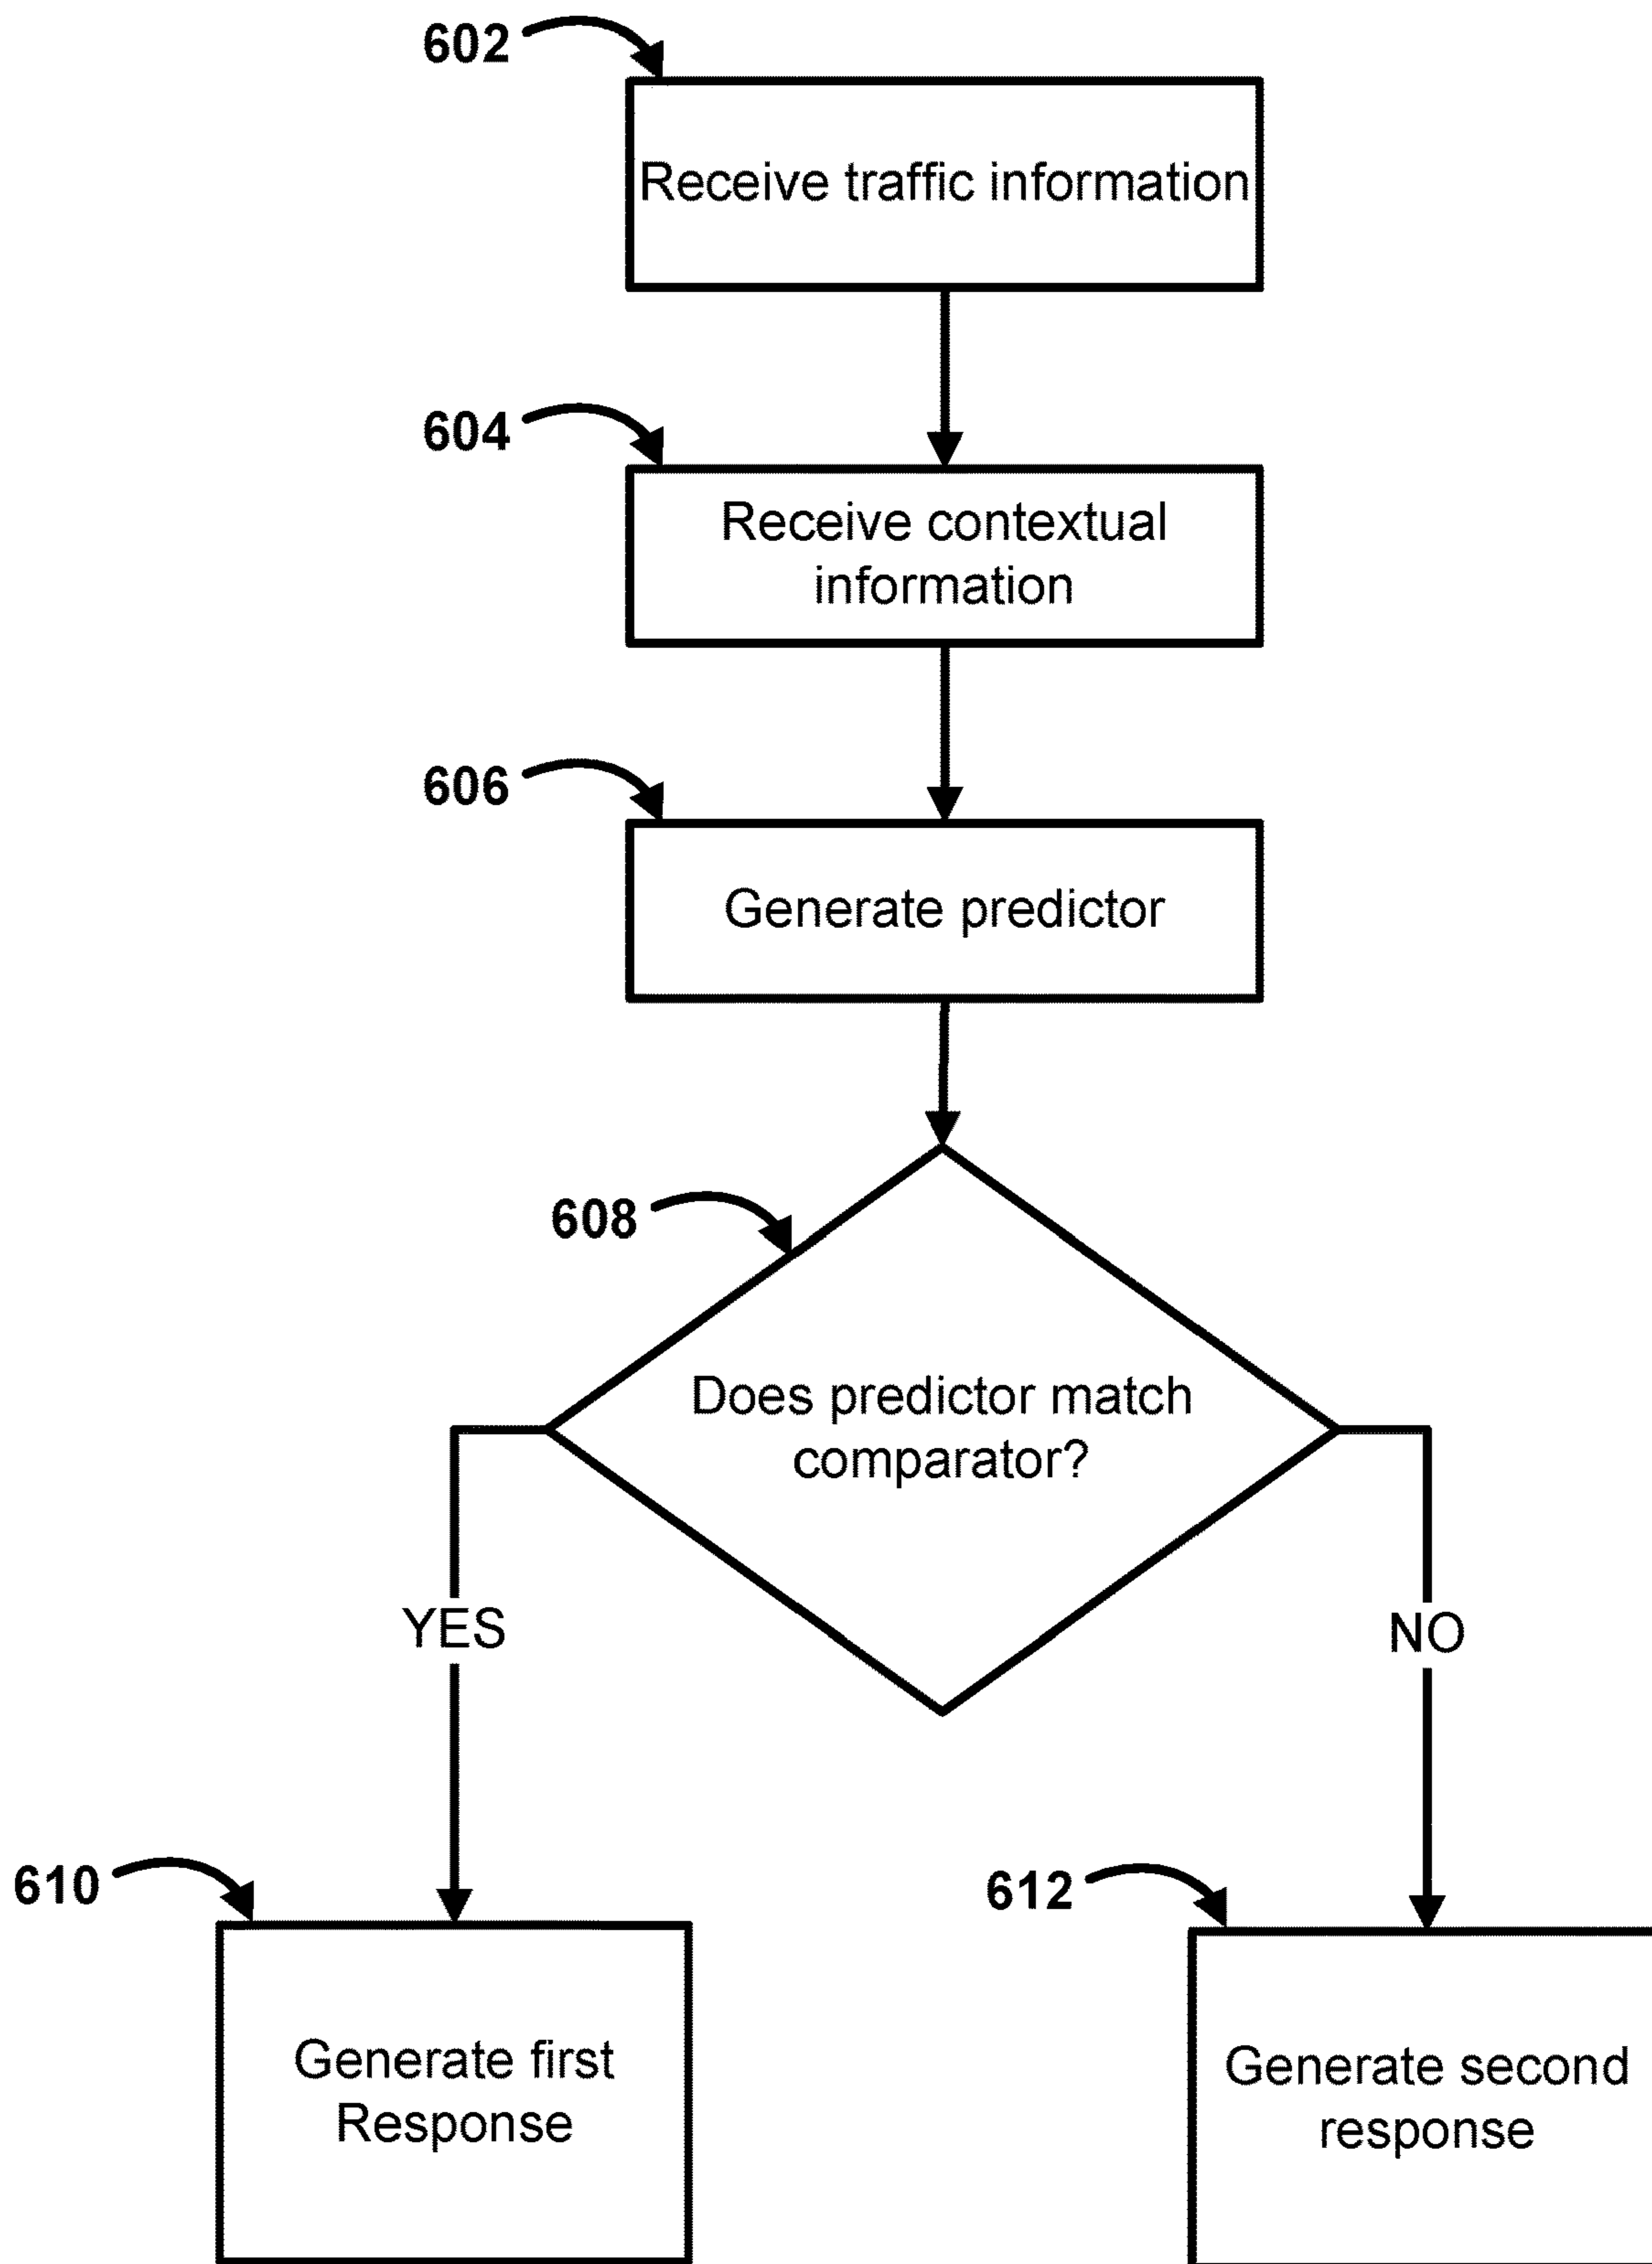 602
Receive traffic information
604
Receive contextual
information
606
Generate predictor
608
Does predictor match
comparator?
YES
NO
610
Generate first
Response
612
Generate second
response